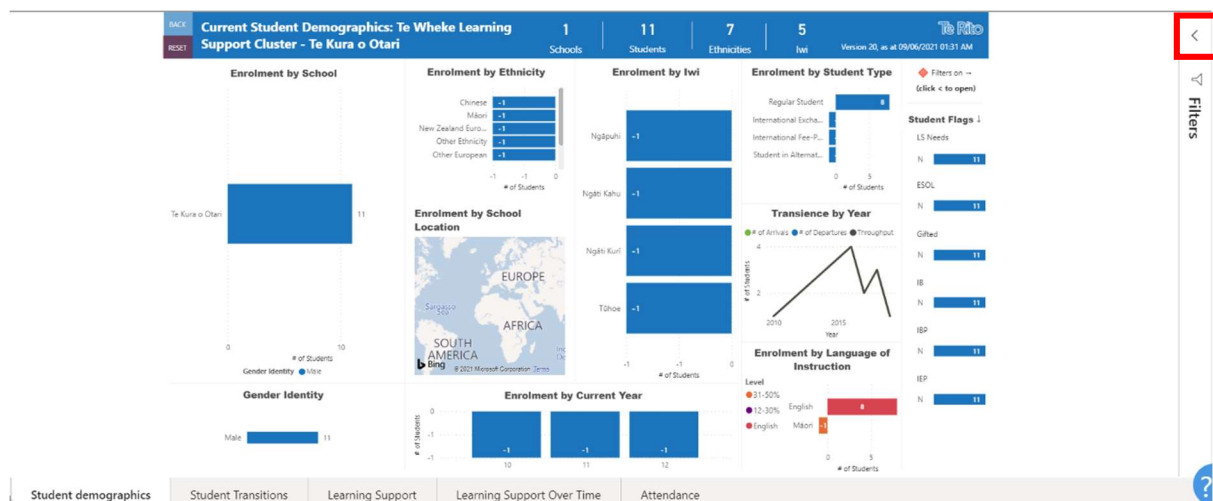 BACK
RESET
Current Student Demographics: Te Wheke Learning
Support Cluster - Te Kura o Otari
1
Schools
11
Students
7
Ethnicities
5
Iwi
Te Rito
Version 20, as at 09/06/2021 01:31 AM
Enrolment by School
Te Kura o Otari
11
0 10
# of Students
Gender Identity Male
Gender Identity
Male
11
Enrolment by Ethnicity
Chinese -1
Māori -1
New Zealand Euro... -1
Other Ethnicity -1
Other European -1
-1 -1 0
# of Students
Enrolment by School
Location
EUROPE
Sargasso
Sea
AFRICA
SOUTH
AMERICA
Bing
© 2021 Microsoft Corporation Terms
Enrolment by Iwi
Ngāpuhi -1
Ngāti Kahu -1
Ngāti Kurī -1
Tūhoe -1
-1 -1 0
# of Students
Enrolment by Current Year
# of Students
0
-1
-1
-1 -1 -1
10 11 12
Enrolment by Student Type
Regular Student 8
International Excha...
International Fee-P...
Student in Alternat...
0 5
# of Students
Transience by Year
# of Arrivals # of Departures Throughput
# of Students
4
2
2010 2015
Year
Enrolment by Language of
Instruction
Level
31-50%
12-30%
English
English 8
Māori -1
0 5
# of Students
Filters on →
(click < to open)
Student Flags ↓
LS Needs
N 11
ESOL
N 11
Gifted
N 11
IB
N 11
IBP
N 11
IEP
N 11
Filters
?
Student demographics
Student Transitions
Learning Support
Learning Support Over Time
Attendance